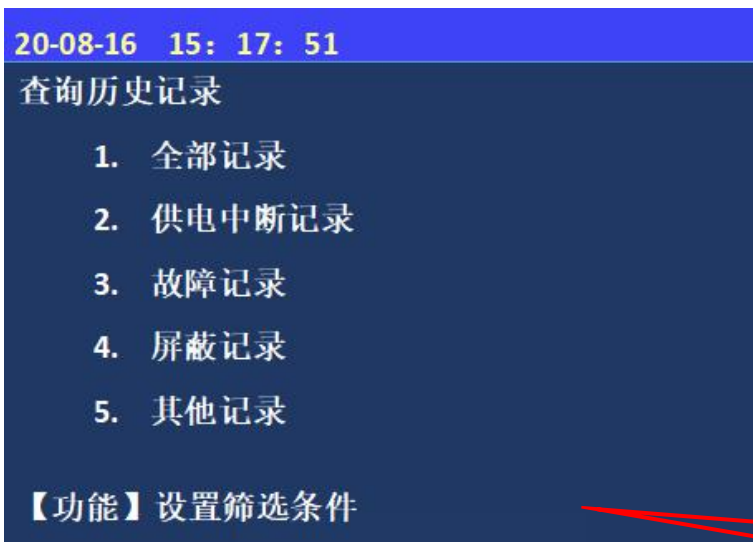 20-08-16 15：17：51
查询历史记录
1. 全部记录
2. 供电中断记录
3. 故障记录
4. 屏蔽记录
5. 其他记录
【功能】设置筛选条件